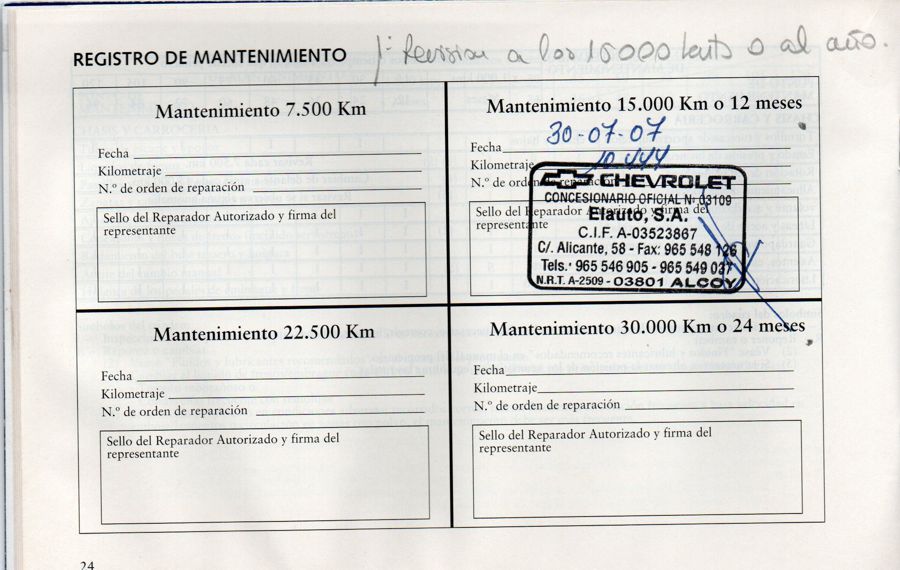 REGISTRO DE MANTENIMIENTO
1ª Revision a los 15000 kmts o al año.
Mantenimiento 7.500 Km
Fecha
Kilometraje
N.º de orden de reparación
Sello del Reparador Autorizado y firma del
representante
Mantenimiento 15.000 Km o 12 meses
30-07-07
Fecha
10.444
Kilometraje
N.º de orden de reparación
Sello del Reparador Autorizado y firma del
representante
CHEVROLET
CONCESIONARIO OFICIAL Nº 03109
Elauto, S.A.
C.I.F. A-03523867
C/. Alicante, 58 - Fax: 965 548 126
Tels.: 965 546 905 - 965 549 037
N.R.T. A-2509 - 03801 ALCOY
Mantenimiento 22.500 Km
Fecha
Kilometraje
N.º de orden de reparación
Sello del Reparador Autorizado y firma del
representante
Mantenimiento 30.000 Km o 24 meses
Fecha
Kilometraje
N.º de orden de reparación
Sello del Reparador Autorizado y firma del
representante
24